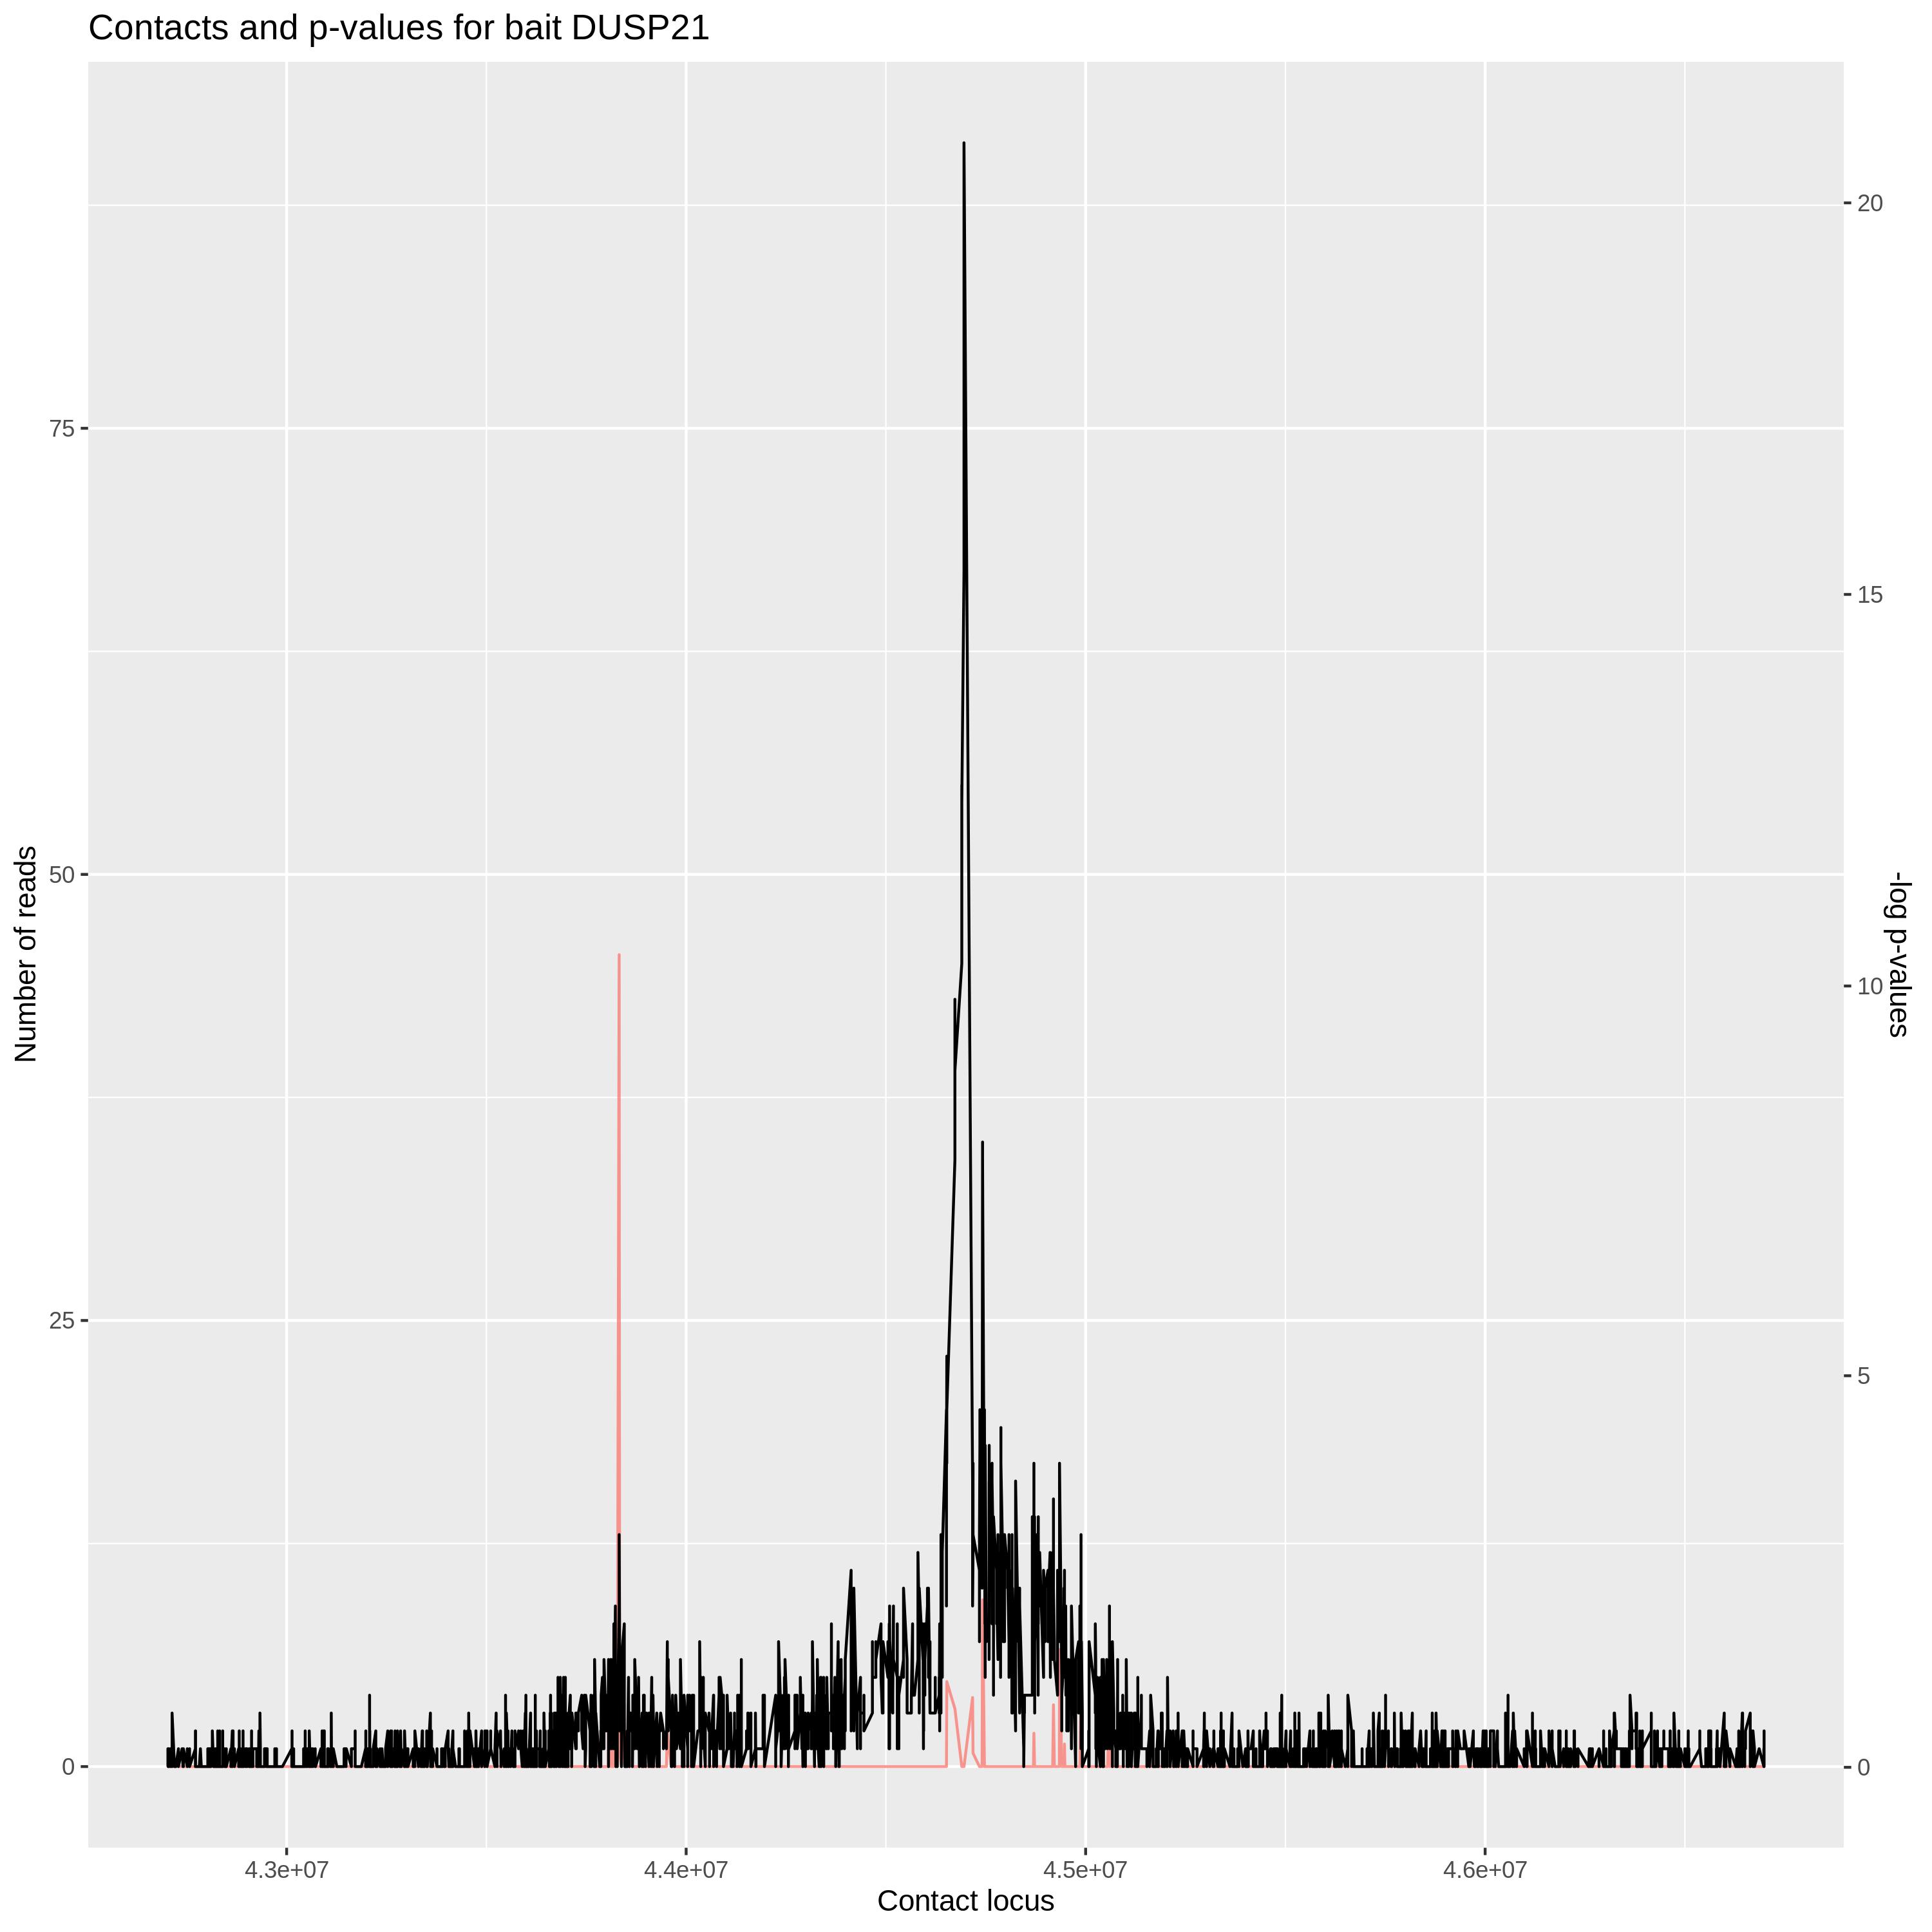 Contacts and p-values for bait DUSP21
Number of reads
75
50
25
0
20
15
10
5
0
-log p-values
4.3e+07
4.4e+07
4.5e+07
4.6e+07
Contact locus